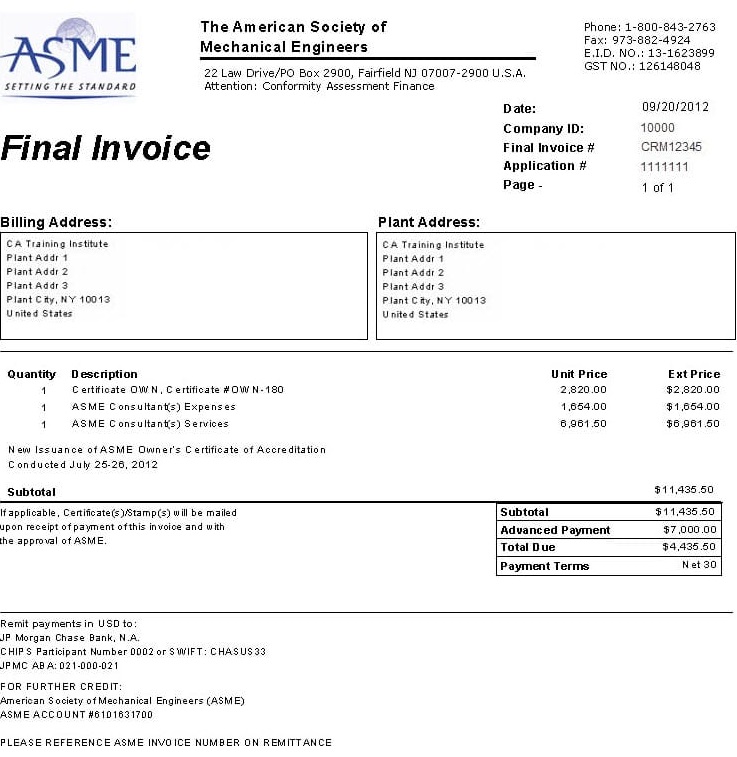 ASME
SETTING THE STANDARD
The American Society of
Mechanical Engineers
22 Law Drive/PO Box 2900, Fairfield NJ 07007-2900 U.S.A.
Attention: Conformity Assessment Finance
Phone: 1-800-843-2763
Fax: 973-882-4924
E.I.D. NO.: 13-1623899
GST NO.: 126148048
Final Invoice
Date: 09/20/2012
Company ID: 10000
Final Invoice # CRM12345
Application # 1111111
Page - 1 of 1
Billing Address:
CA Training Institute
Plant Addr 1
Plant Addr 2
Plant Addr 3
Plant City, NY 10013
United States
Plant Address:
CA Training Institute
Plant Addr 1
Plant Addr 2
Plant Addr 3
Plant City, NY 10013
United States
Quantity Description Unit Price Ext Price
1 Certificate OWN, Certificate #OWN-180 2,820.00 $2,820.00
1 ASME Consultant(s) Expenses 1,654.00 $1,654.00
1 ASME Consultant(s) Services 6,961.50 $6,961.50
New Issuance of ASME Owner's Certificate of Accreditation
Conducted July 25-26, 2012
Subtotal $11,435.50
If applicable, Certificate(s)/Stamp(s) will be mailed
upon receipt of payment of this invoice and with
the approval of ASME.
Subtotal $11,435.50
Advanced Payment $7,000.00
Total Due $4,435.50
Payment Terms Net 30
Remit payments in USD to:
JP Morgan Chase Bank, N.A.
CHIPS Participant Number 0002 or SWIFT: CHASUS33
JPMC ABA: 021-000-021
FOR FURTHER CREDIT:
American Society of Mechanical Engineers (ASME)
ASME ACCOUNT #6101631700
PLEASE REFERENCE ASME INVOICE NUMBER ON REMITTANCE